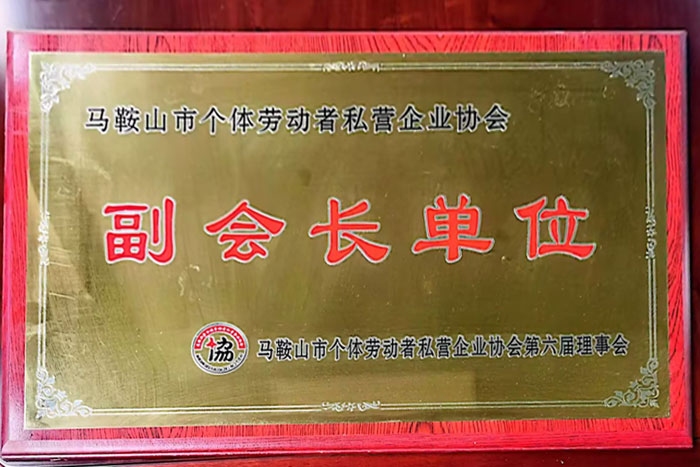 马鞍山市个体劳动者私营企业协会
副会长单位
協
马鞍山市个体劳动者私营企业协会第六届理事会